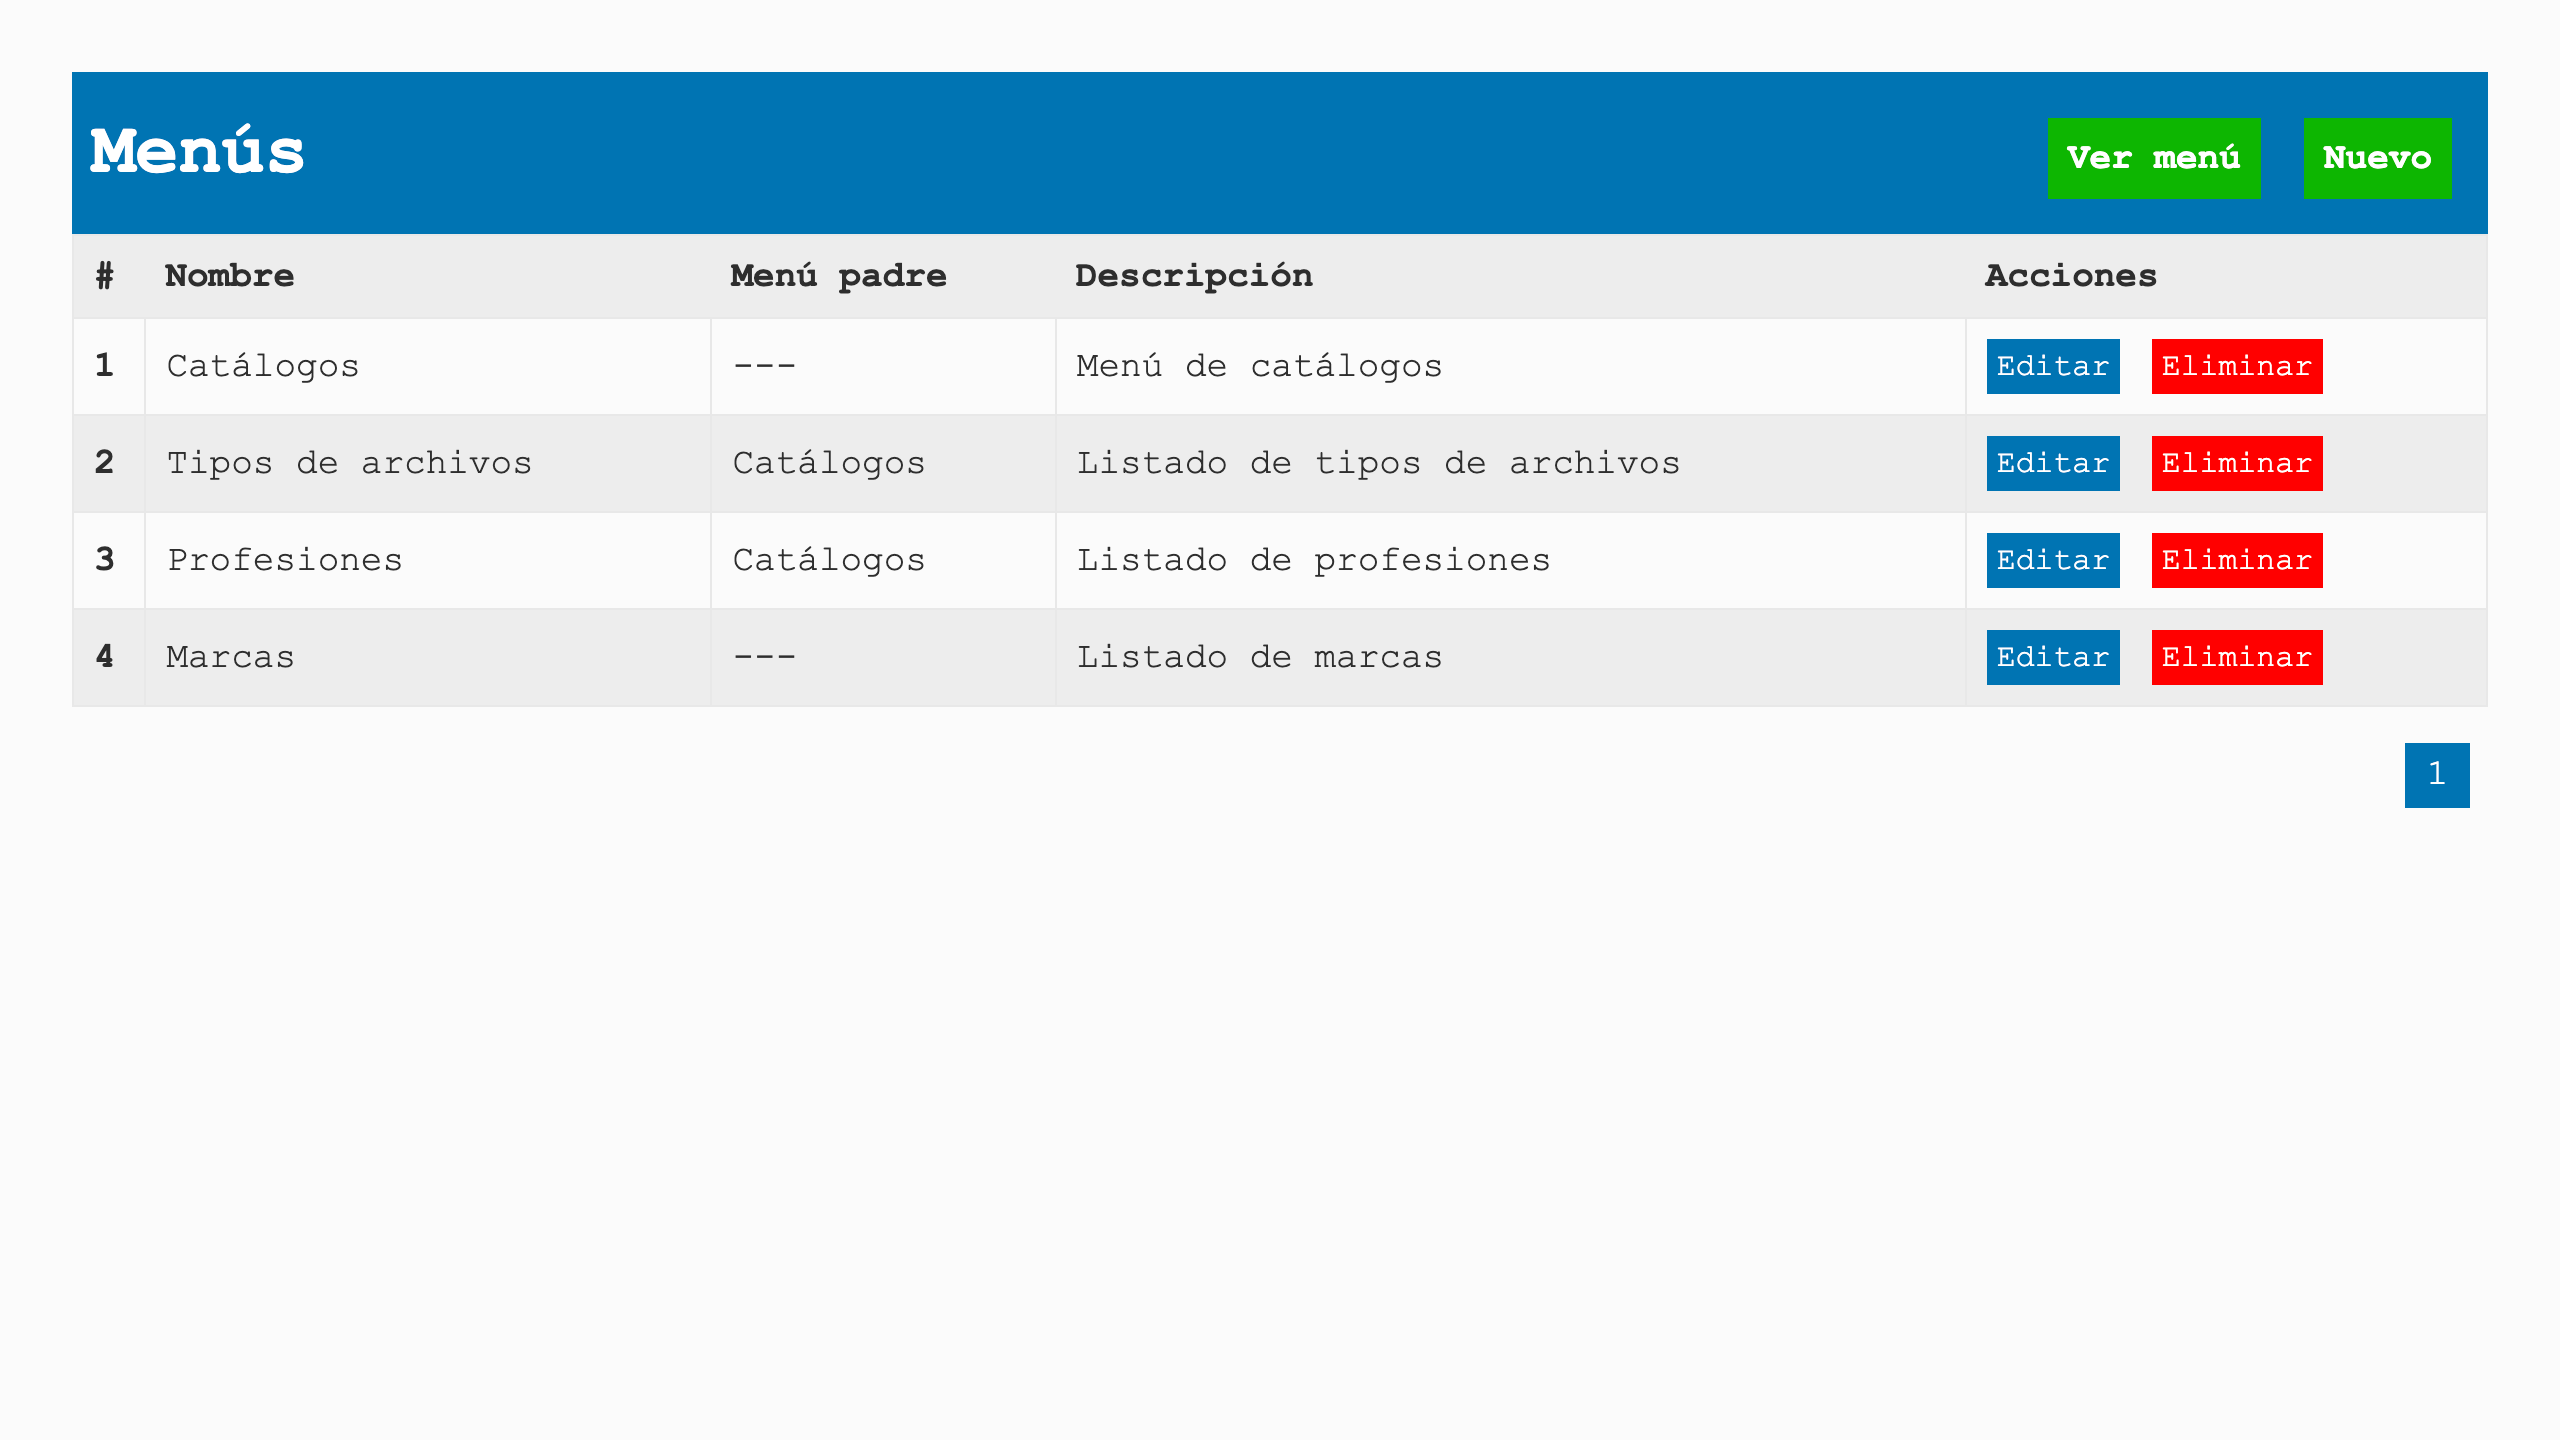 Menús Ver menú Nuevo
# Nombre Menú padre Descripción Acciones
1 Catálogos --- Menú de catálogos Editar Eliminar
2 Tipos de archivos Catálogos Listado de tipos de archivos Editar Eliminar
3 Profesiones Catálogos Listado de profesiones Editar Eliminar
4 Marcas --- Listado de marcas Editar Eliminar
1